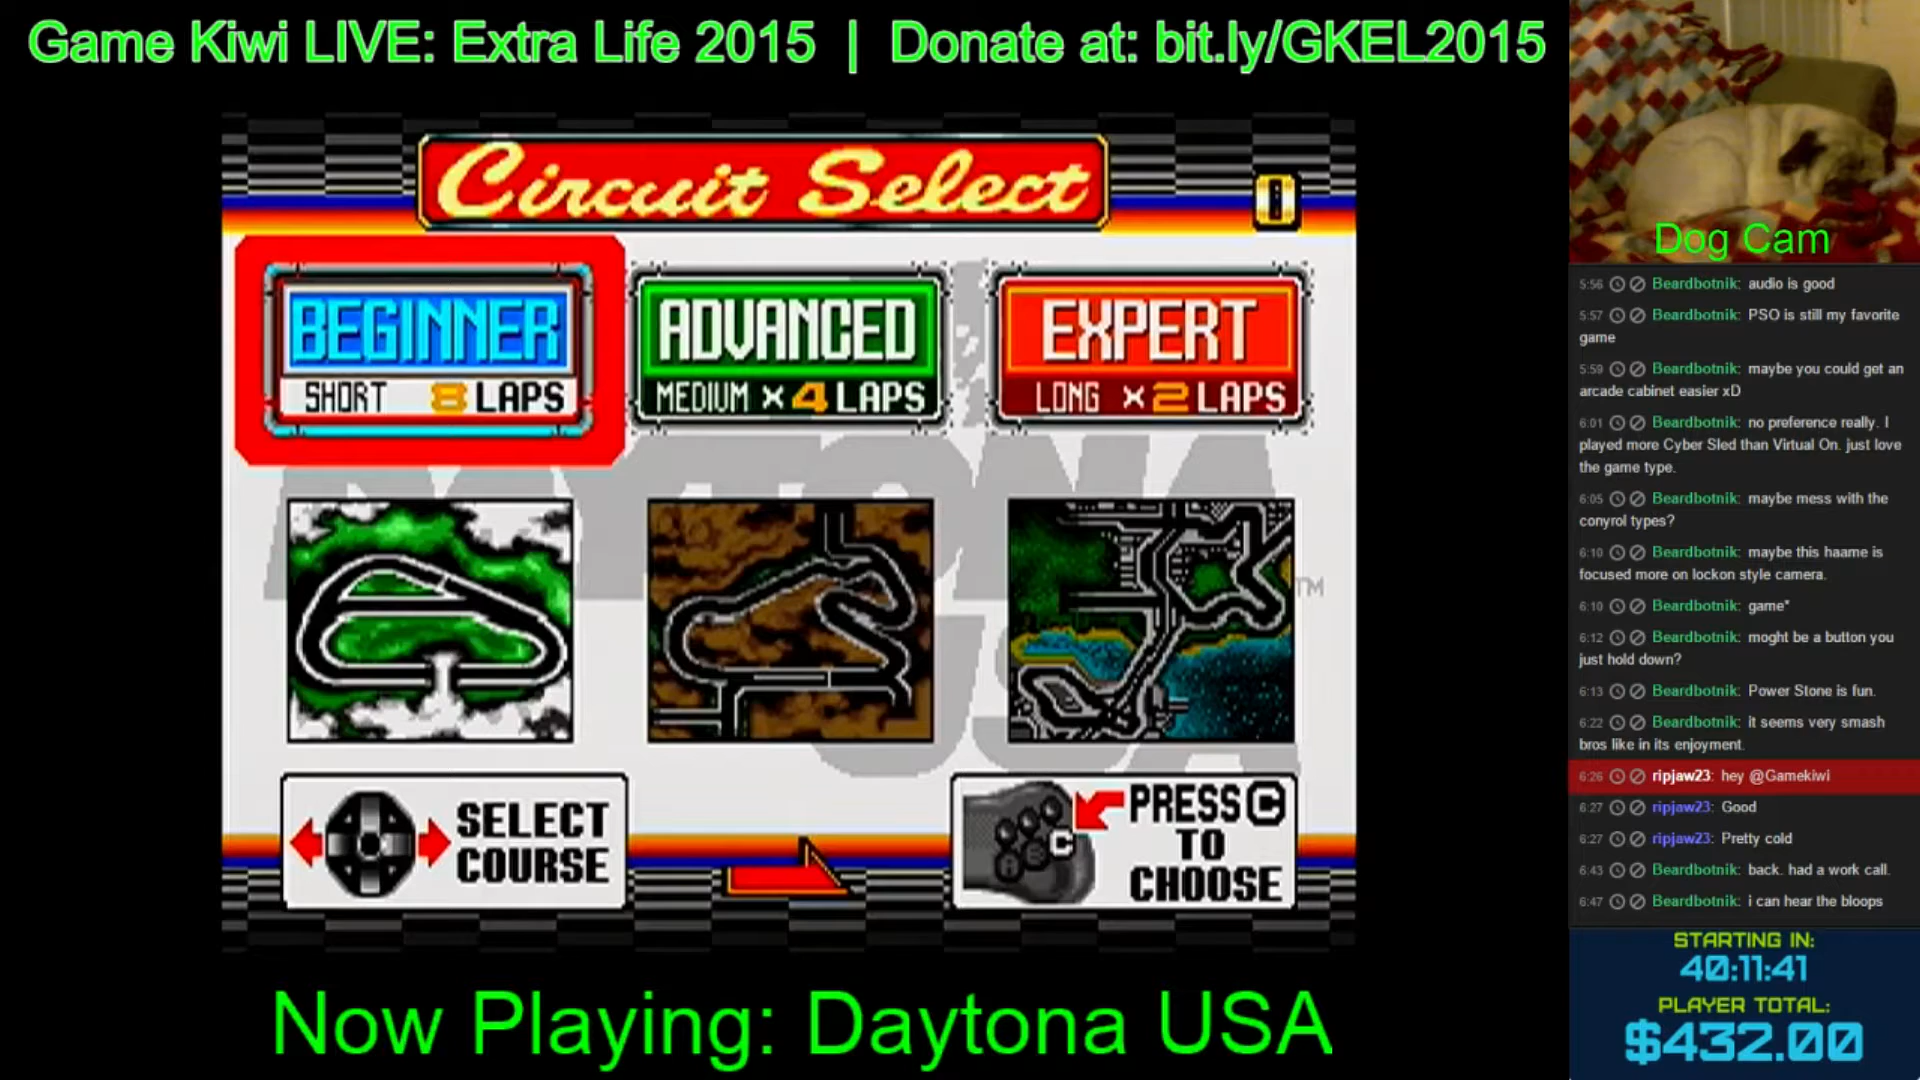 Game Kiwi LIVE: Extra Life 2015 | Donate at: bit.ly/GKEL2015
Circuit Select
0
BEGINNER
SHORT 8 LAPS
ADVANCED
MEDIUM × 4 LAPS
EXPERT
LONG × 2 LAPS
DAYTONA
USA
TM
SELECT
COURSE
C
PRESS C
TO
CHOOSE
Now Playing: Daytona USA
Dog Cam
5:56 Beardbotnik: audio is good
5:57 Beardbotnik: PSO is still my favorite
game
5:59 Beardbotnik: maybe you could get an
arcade cabinet easier xD
6:01 Beardbotnik: no preference really. I
played more Cyber Sled than Virtual On. just love
the game type.
6:05 Beardbotnik: maybe mess with the
conyrol types?
6:10 Beardbotnik: maybe this haame is
focused more on lockon style camera.
6:10 Beardbotnik: game*
6:12 Beardbotnik: moght be a button you
just hold down?
6:13 Beardbotnik: Power Stone is fun.
6:22 Beardbotnik: it seems very smash
bros like in its enjoyment.
6:26 ripjaw23: hey @Gamekiwi
6:27 ripjaw23: Good
6:27 ripjaw23: Pretty cold
6:43 Beardbotnik: back. had a work call.
6:47 Beardbotnik: i can hear the bloops
STARTING IN:
40:11:41
PLAYER TOTAL:
$432.00